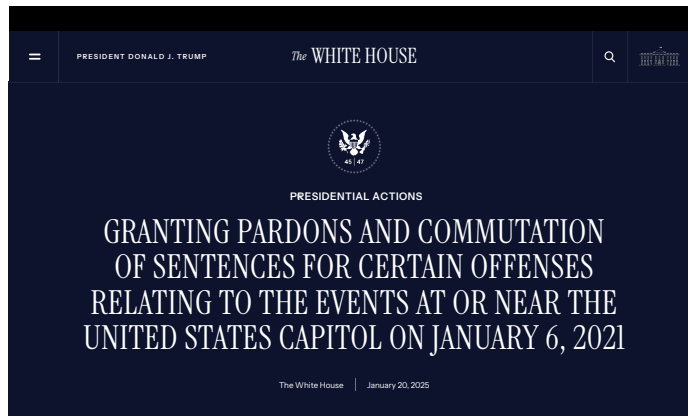 PRESIDENT DONALD J. TRUMP
The WHITE HOUSE
45 | 47
PRESIDENTIAL ACTIONS
GRANTING PARDONS AND COMMUTATION
OF SENTENCES FOR CERTAIN OFFENSES
RELATING TO THE EVENTS AT OR NEAR THE
UNITED STATES CAPITOL ON JANUARY 6, 2021
The White House | January 20, 2025